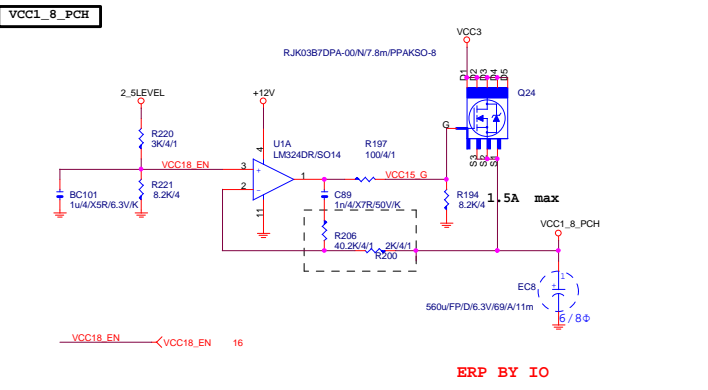 VCC1_8_PCH
VCC3
RJK03B7DPA-00/N/7.8m/PPAKSO-8
D1
D2
D3
D4
D5
2_5LEVEL
+12V
Q24
G
R220
3K/4/1
U1A
LM324DR/SO14
R197
100/4/1
4
VCC18_EN
3
+
1
VCC15_G
2
-
S3
S2
S1
BC101
1u/4/X5R/6.3V/K
R221
8.2K/4
C89
1n/4/X7R/50V/K
R194
8.2K/4
1.5A max
11
VCC1_8_PCH
R206
40.2K/4/1
2K/4/1
R200
1
EC8
+
560u/FP/D/6.3V/69/A/11m
6/8Φ
VCC18_EN
VCC18_EN 16
ERP BY IO